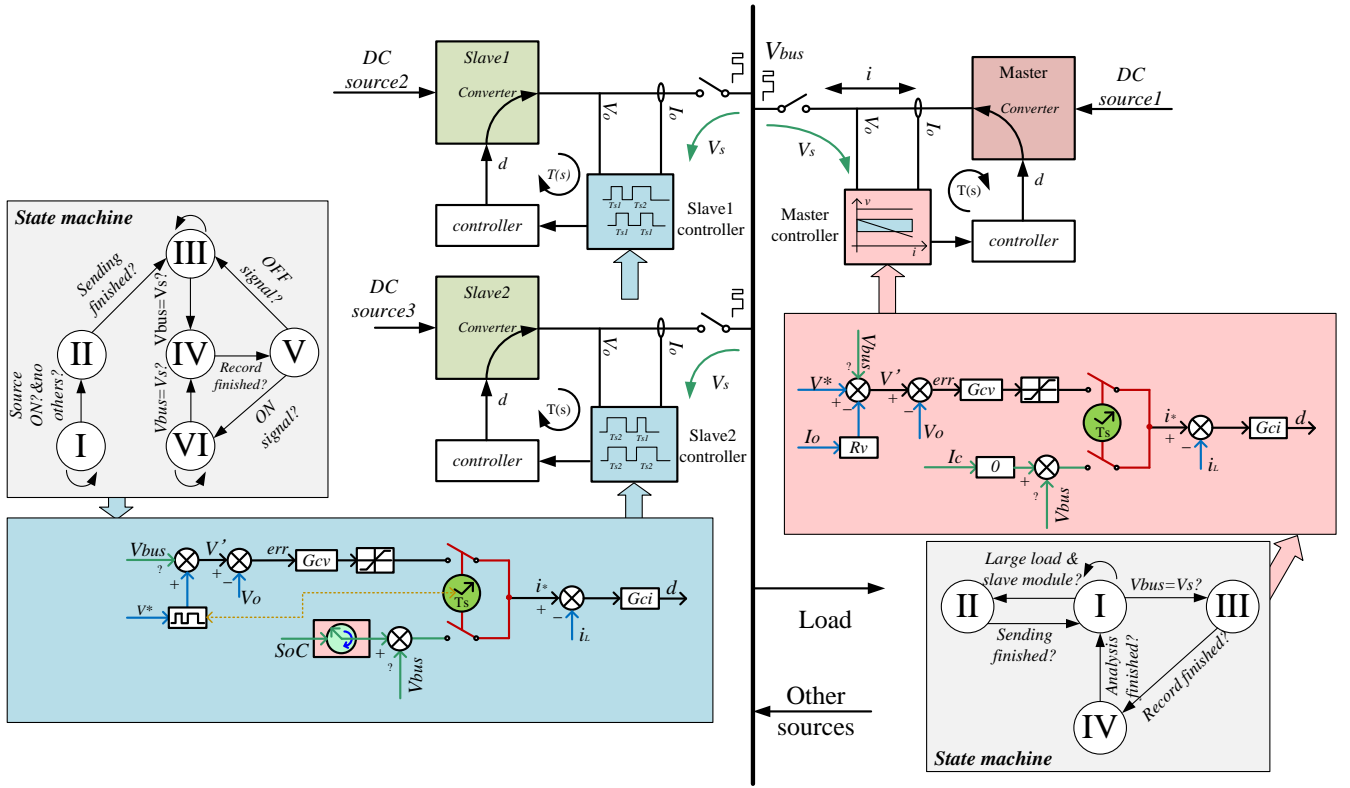 DC
source2
Slave1
Converter
d
T(s)
controller
Vo
Io
Ts1
Ts2
Ts1
Ts1
Slave1
controller
Vs
Vbus
i
Vs
Vo
Io
Master
Converter
DC
source1
d
T(s)
controller
v
i
Master
controller
DC
source3
Slave2
Converter
d
T(s)
controller
Vo
Io
Ts2
Ts1
Ts2
Ts2
Slave2
controller
Vs
State machine
III
Sending
finished?
OFF
signal?
Vbus=Vs?
II
IV
V
Record
finished?
Source
ON?&no
others?
Vbus=Vs?
ON
signal?
I
VI
Vbus
?
+
V'
+
−
Vo
err
Gcv
V*
Ts
i*
+
−
iL
Gci
d
SoC
+
?
Vbus
Vbus
?
V*
+
−
V'
+
−
Vo
err
Gcv
Io
Rv
Ts
i*
+
−
iL
Gci
d
Ic
0
+
?
Vbus
Load
Other
sources
Large load &
slave module?
Vbus=Vs?
II
I
III
Sending
finished?
Analysis
finished?
Record finished?
IV
State machine